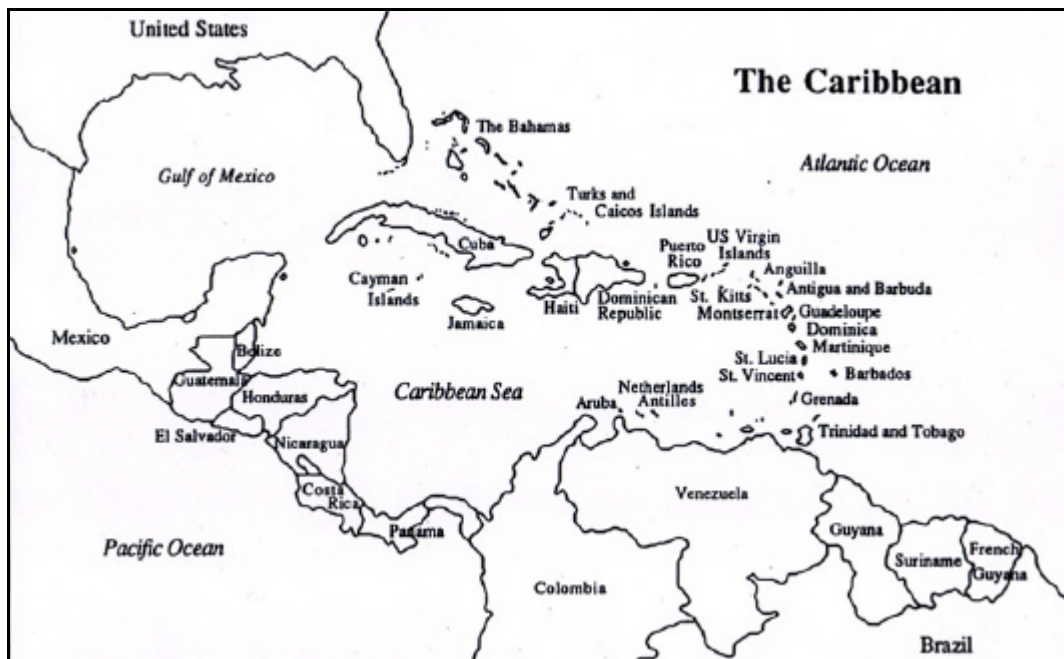 United States
The Caribbean
The Bahamas
Atlantic Ocean
Gulf of Mexico
Turks and
Caicos Islands
Cuba
Puerto
Rico
US Virgin
Islands
Anguilla
Cayman
Islands
Antigua and Barbuda
Haiti
Dominican
Republic
St. Kitts
Montserrat
Guadeloupe
Jamaica
Dominica
Mexico
Belize
Martinique
St. Lucia
Guatemala
St. Vincent
Barbados
Honduras
Caribbean Sea
Netherlands
Antilles
Aruba
Grenada
El Salvador
Nicaragua
Trinidad and Tobago
Costa
Rica
Venezuela
Panama
Guyana
Pacific Ocean
Suriname
French
Guyana
Colombia
Brazil